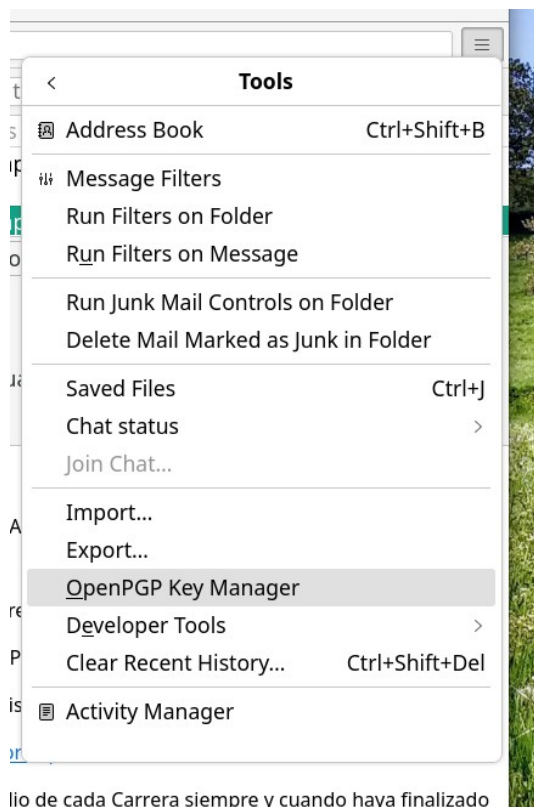 Tools
Address Book Ctrl+Shift+B
Message Filters
Run Filters on Folder
Run Filters on Message
Run Junk Mail Controls on Folder
Delete Mail Marked as Junk in Folder
Saved Files Ctrl+J
Chat status
Join Chat...
Import...
Export...
OpenPGP Key Manager
Developer Tools
Clear Recent History... Ctrl+Shift+Del
Activity Manager
de cada Carrera siempre y cuando haya finalizado